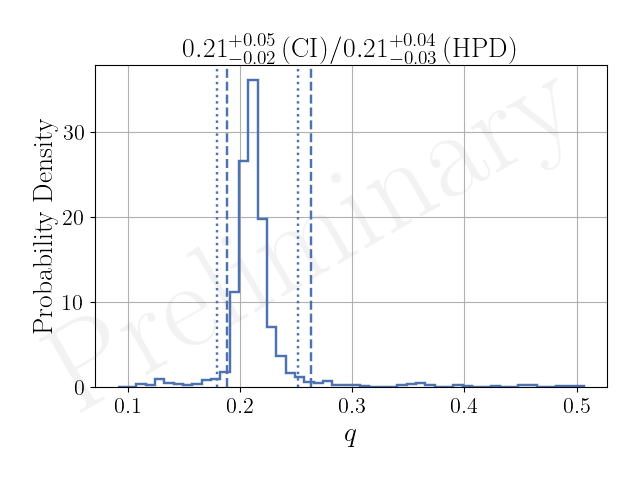 0.21^{+0.05}_{-0.02} (CI)/0.21^{+0.04}_{-0.03} (HPD)
Preliminary
Probability Density
30
20
10
0
0.1 0.2 0.3 0.4 0.5
q